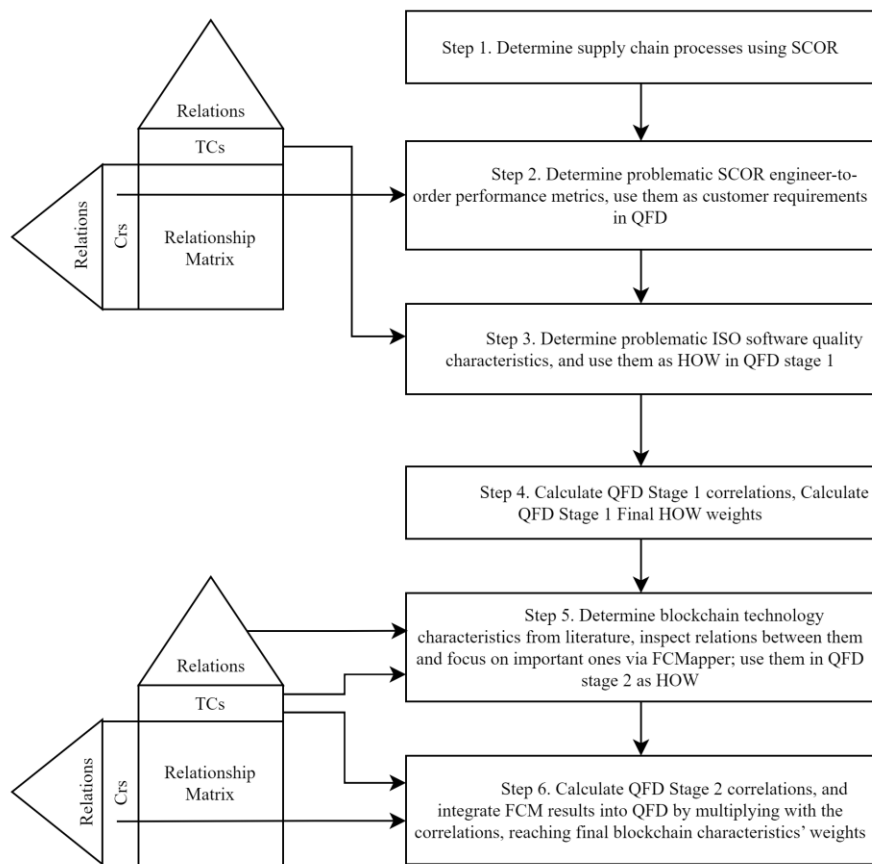 Step 1. Determine supply chain processes using SCOR
Relations
TCs
Relations
Crs
Relationship
Matrix
Step 2. Determine problematic SCOR engineer-to-
order performance metrics, use them as customer requirements
in QFD
Step 3. Determine problematic ISO software quality
characteristics, and use them as HOW in QFD stage 1
Step 4. Calculate QFD Stage 1 correlations, Calculate
QFD Stage 1 Final HOW weights
Relations
TCs
Relations
Crs
Relationship
Matrix
Step 5. Determine blockchain technology
characteristics from literature, inspect relations between them
and focus on important ones via FCMapper; use them in QFD
stage 2 as HOW
Step 6. Calculate QFD Stage 2 correlations, and
integrate FCM results into QFD by multiplying with the
correlations, reaching final blockchain characteristics’ weights